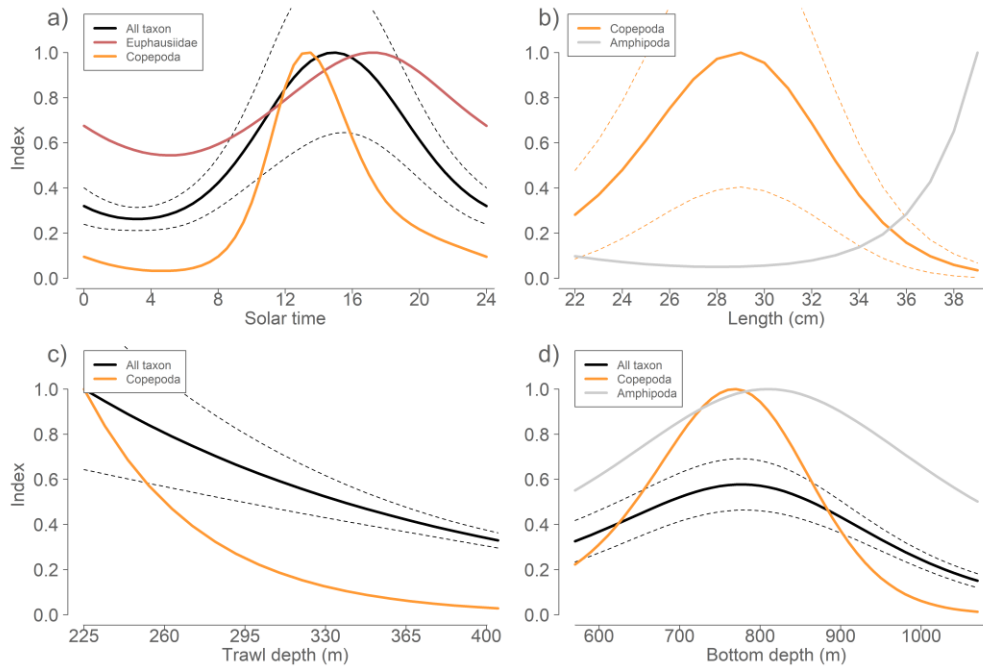 a)
All taxon
Euphausiidae
Copepoda
Index
1.0
0.8
0.6
0.4
0.2
0.0
0 4 8 12 16 20 24
Solar time
b)
Copepoda
Amphipoda
1.0
0.8
0.6
0.4
0.2
0.0
22 24 26 28 30 32 34 36 38
Length (cm)
c)
All taxon
Copepoda
Index
1.0
0.8
0.6
0.4
0.2
0.0
225 260 295 330 365 400
Trawl depth (m)
d)
All taxon
Copepoda
Amphipoda
1.0
0.8
0.6
0.4
0.2
0.0
600 700 800 900 1000
Bottom depth (m)